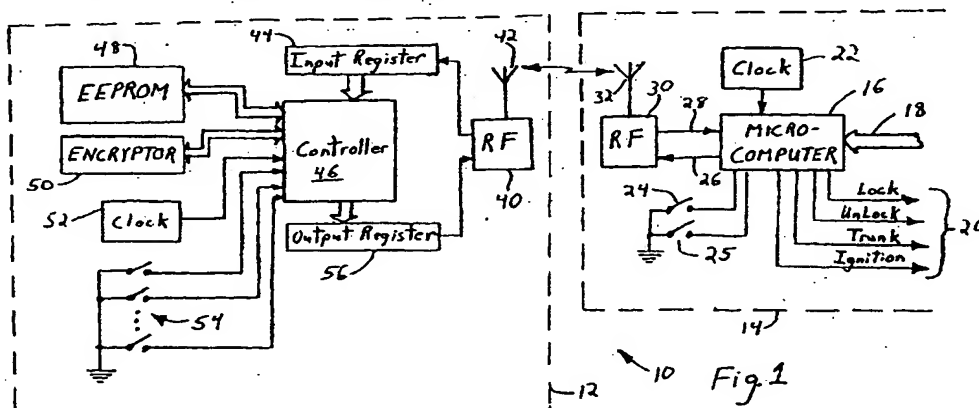 48
EEPROM
ENCRYPTOR
50
52
Clock
54
44
Input Register
Controller
46
Output Register
56
42
RF
40
12
32
30
RF
28
26
Clock
22
16
MICRO-
COMPUTER
18
24
25
Lock
UnLock
Trunk
Ignition
20
14
10
Fig. 1